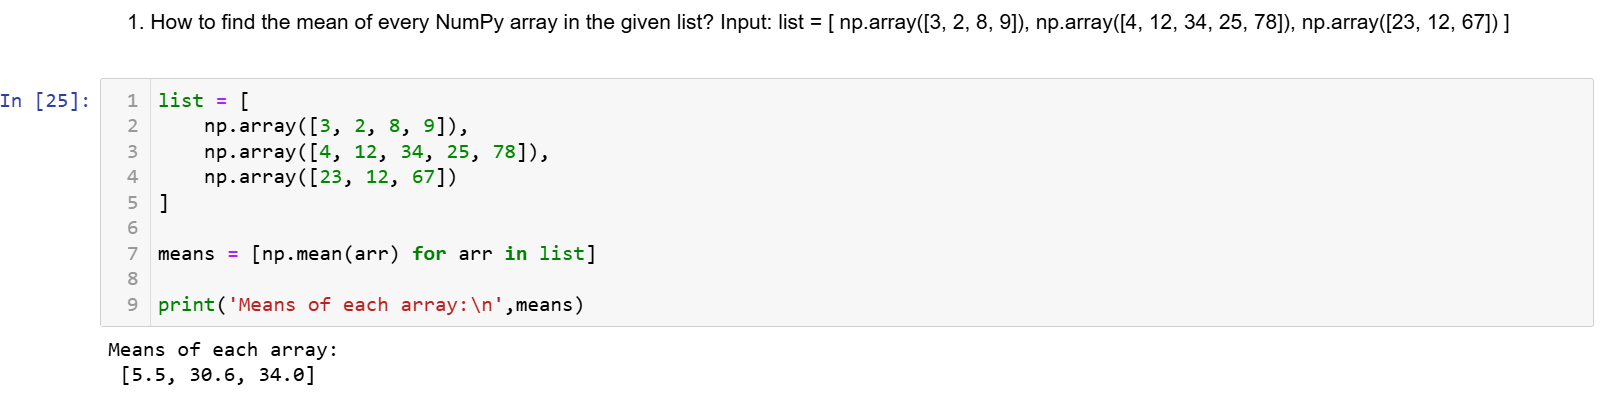 1. How to find the mean of every NumPy array in the given list? Input: list = [ np.array([3, 2, 8, 9]), np.array([4, 12, 34, 25, 78]), np.array([23, 12, 67]) ]
In [25]:
1 list = [
2     np.array([3, 2, 8, 9]),
3     np.array([4, 12, 34, 25, 78]),
4     np.array([23, 12, 67])
5 ]
6
7 means = [np.mean(arr) for arr in list]
8
9 print('Means of each array:\n',means)
Means of each array:
 [5.5, 30.6, 34.0]